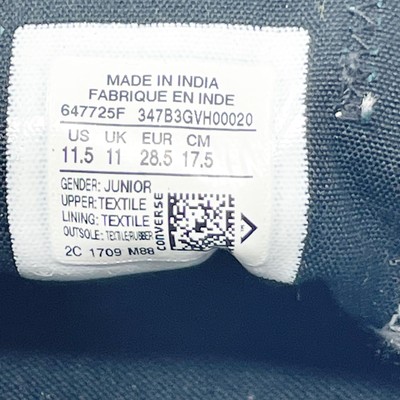 MADE IN INDIA
FABRIQUE EN INDE
647725F 347B3GVH00020
US UK EUR CM
11.5 11 28.5 17.5
GENDER: JUNIOR
UPPER: TEXTILE
LINING: TEXTILE
OUTSOLE: TEXTILE/RUBBER
CONVERSE
2C 1709 M88